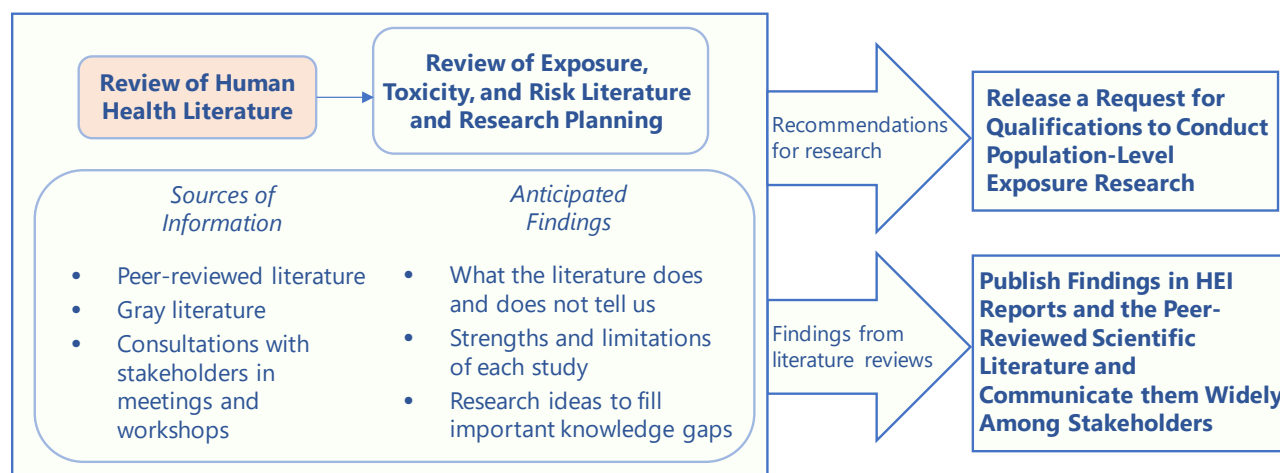 Review of Human
Health Literature
Review of Exposure,
Toxicity, and Risk Literature
and Research Planning
Sources of
Information
• Peer-reviewed literature
• Gray literature
• Consultations with
stakeholders in
meetings and
workshops
Anticipated
Findings
• What the literature does
and does not tell us
• Strengths and limitations
of each study
• Research ideas to fill
important knowledge gaps
Recommendations
for research
Release a Request for
Qualifications to Conduct
Population-Level
Exposure Research
Findings from
literature reviews
Publish Findings in HEI
Reports and the Peer-
Reviewed Scientific
Literature and
Communicate them Widely
Among Stakeholders